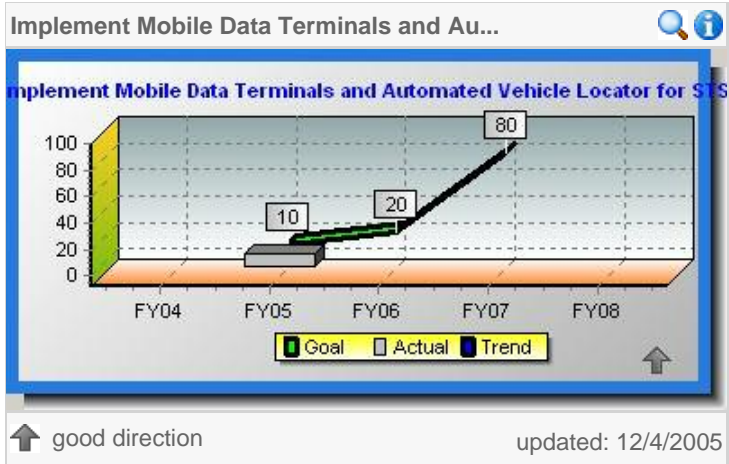 Implement Mobile Data Terminals and Au...
mplement Mobile Data Terminals and Automated Vehicle Locator for STS
100
80
60
40
20
0
80
20
10
FY04 FY05 FY06 FY07 FY08
Goal Actual Trend
good direction
updated: 12/4/2005